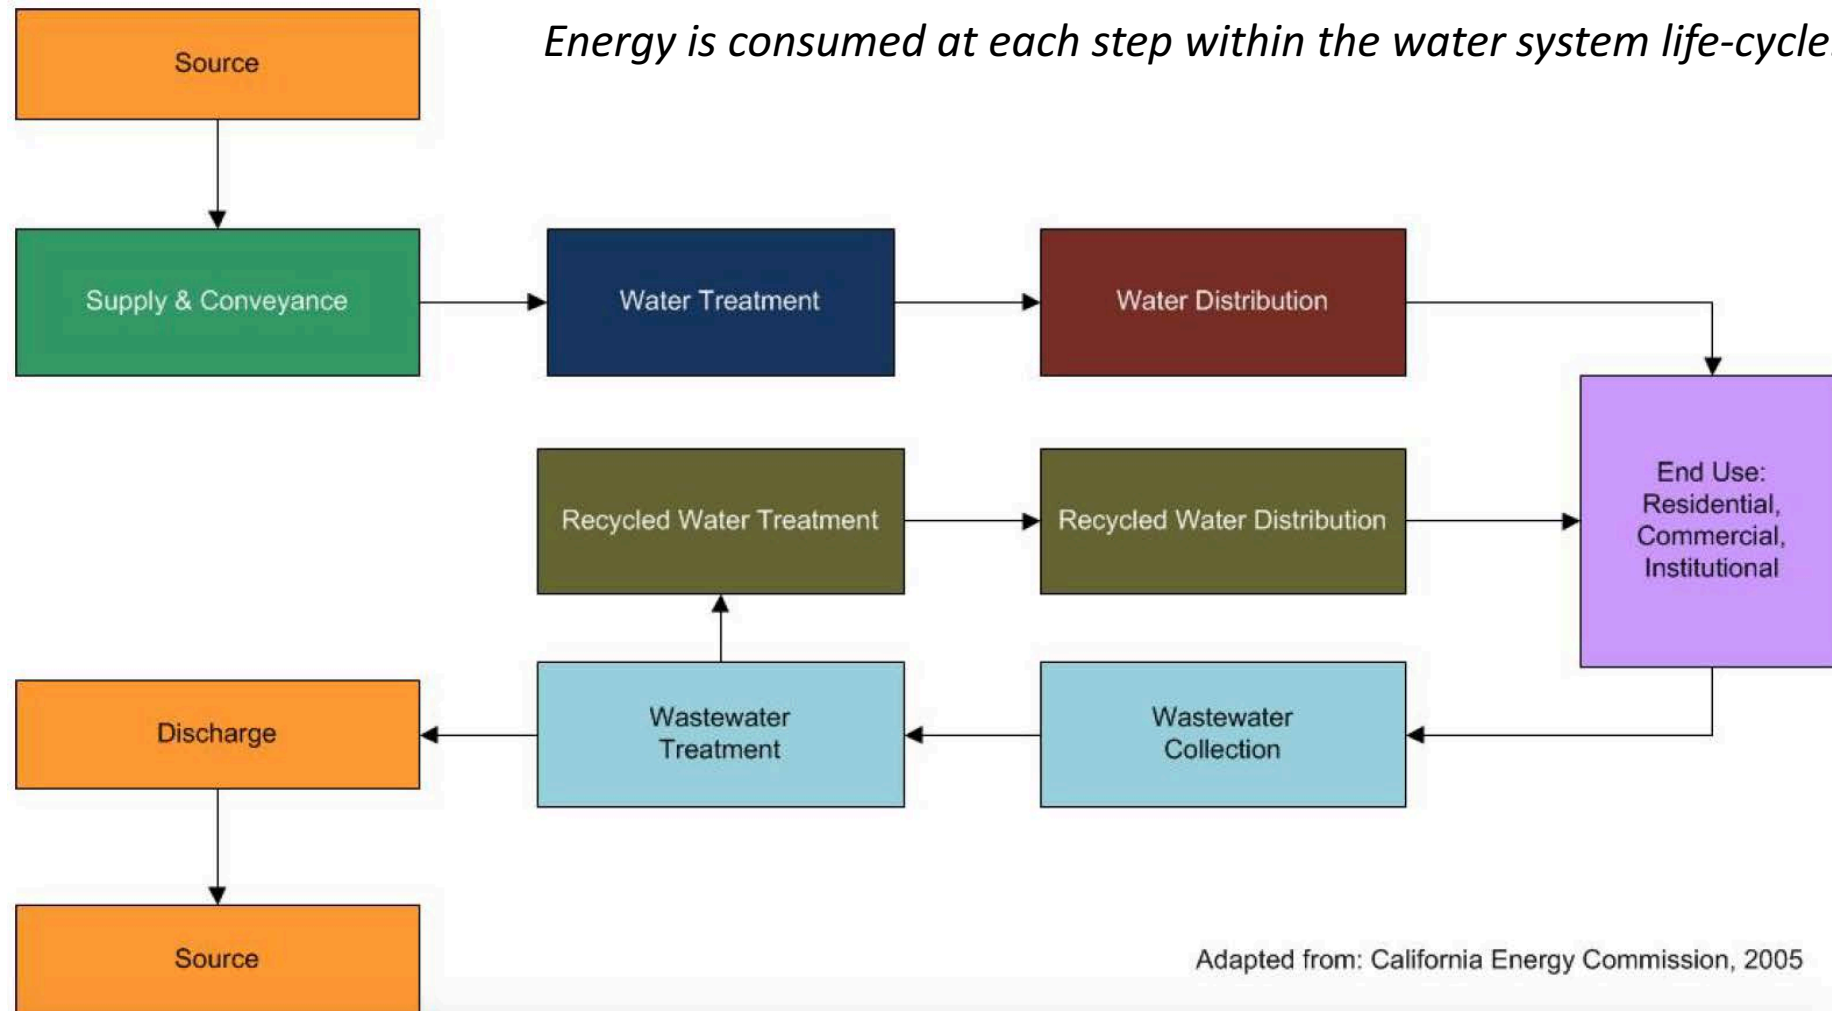 Energy is consumed at each step within the water system life-cycle.
Source
Supply & Conveyance
Water Treatment
Water Distribution
End Use:
Residential,
Commercial,
Institutional
Recycled Water Treatment
Recycled Water Distribution
Discharge
Wastewater
Treatment
Wastewater
Collection
Source
Adapted from: California Energy Commission, 2005